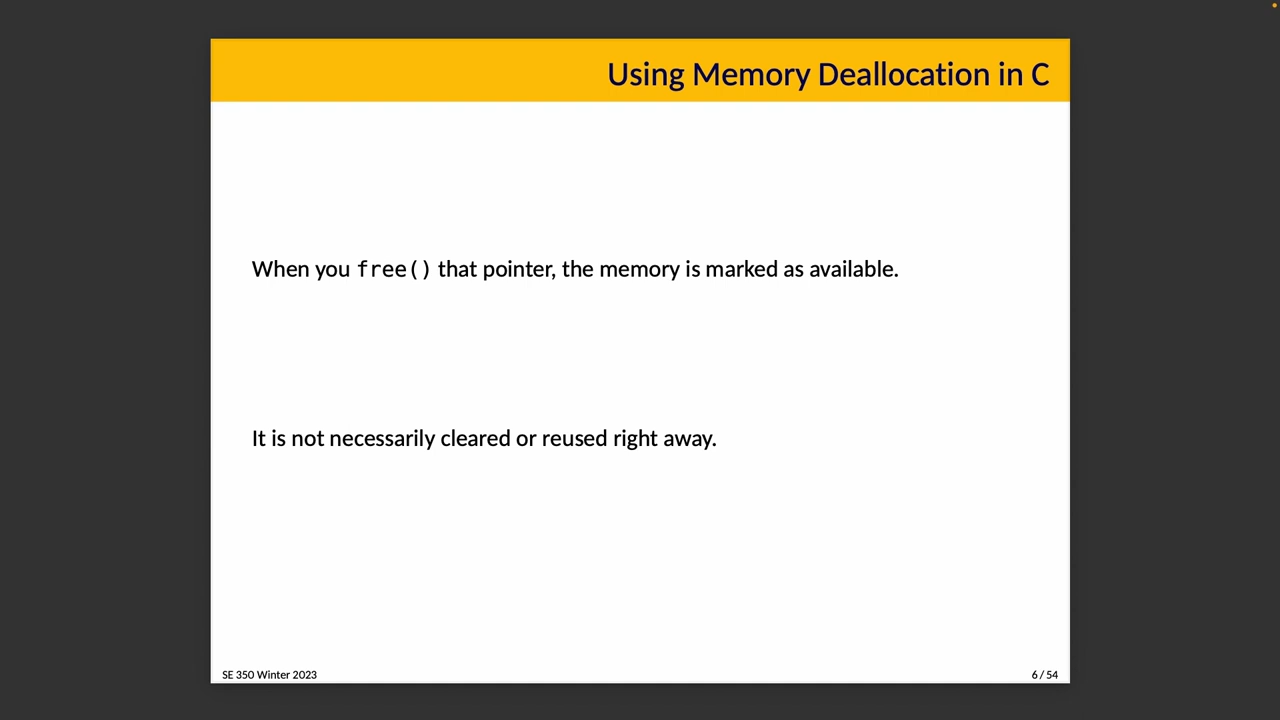 Using Memory Deallocation in C
When you free() that pointer, the memory is marked as available.
It is not necessarily cleared or reused right away.
SE 350 Winter 2023
6 / 54